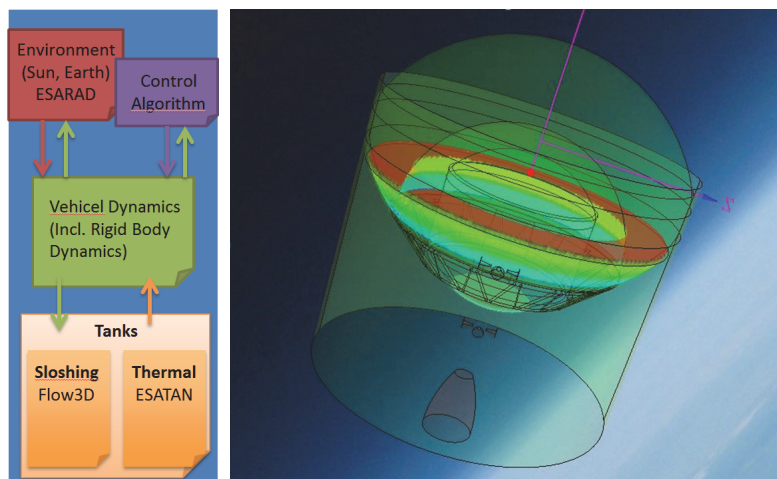 Environment
(Sun, Earth)
ESARAD
Control
Algorithm
Vehicel Dynamics
(Incl. Rigid Body
Dynamics)
Tanks
Sloshing
Flow3D
Thermal
ESATAN
Z